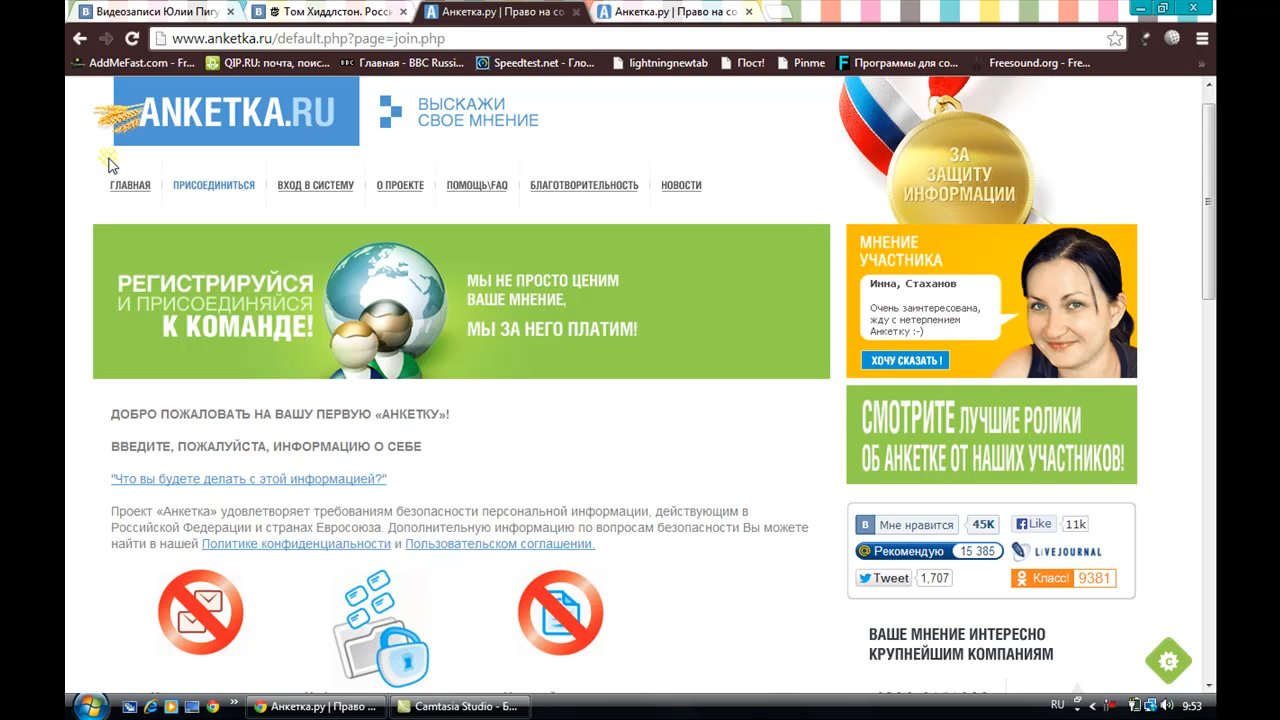 Видеозаписи Юлии Пигу
Том Хиддлстон. Росси
Анкетка.ру | Право на со
Анкетка.ру | Право на со
www.anketka.ru/default.php?page=join.php
AddMeFast.com - Fr...
QIP.RU: почта, поис...
BBC Главная - BBC Russi...
Speedtest.net - Гло...
lightningnewtab
Пост!
Pinme
Программы для со...
Freesound.org - Fre...
ANKETKA.RU
ВЫСКАЖИ
СВОЕ МНЕНИЕ
ЗА
ЗАЩИТУ
ИНФОРМАЦИИ
ГЛАВНАЯ
ПРИСОЕДИНИТЬСЯ
ВХОД В СИСТЕМУ
О ПРОЕКТЕ
ПОМОЩЬ\FAQ
БЛАГОТВОРИТЕЛЬНОСТЬ
НОВОСТИ
РЕГИСТРИРУЙСЯ
И ПРИСОЕДИНЯЙСЯ
К КОМАНДЕ!
МЫ НЕ ПРОСТО ЦЕНИМ
ВАШЕ МНЕНИЕ,
МЫ ЗА НЕГО ПЛАТИМ!
МНЕНИЕ
УЧАСТНИКА
Инна, Стаханов
Очень заинтересована,
жду с нетерпением
Анкетку :-)
ХОЧУ СКАЗАТЬ !
СМОТРИТЕ ЛУЧШИЕ РОЛИКИ
ОБ АНКЕТКЕ ОТ НАШИХ УЧАСТНИКОВ!
ДОБРО ПОЖАЛОВАТЬ НА ВАШУ ПЕРВУЮ «АНКЕТКУ»!
ВВЕДИТЕ, ПОЖАЛУЙСТА, ИНФОРМАЦИЮ О СЕБЕ
"Что вы будете делать с этой информацией?"
Проект «Анкетка» удовлетворяет требованиям безопасности персональной информации, действующим в
Российской Федерации и странах Евросоюза. Дополнительную информацию по вопросам безопасности Вы можете
найти в нашей Политике конфиденциальности и Пользовательском соглашении.
В Мне нравится 45K
Like 11k
Рекомендую 15 385
LIVEJOURNAL
Tweet 1,707
Класс! 9381
ВАШЕ МНЕНИЕ ИНТЕРЕСНО
КРУПНЕЙШИМ КОМПАНИЯМ
Анкетка.ру | Право ...
Camtasia Studio - Б...
RU
9:53